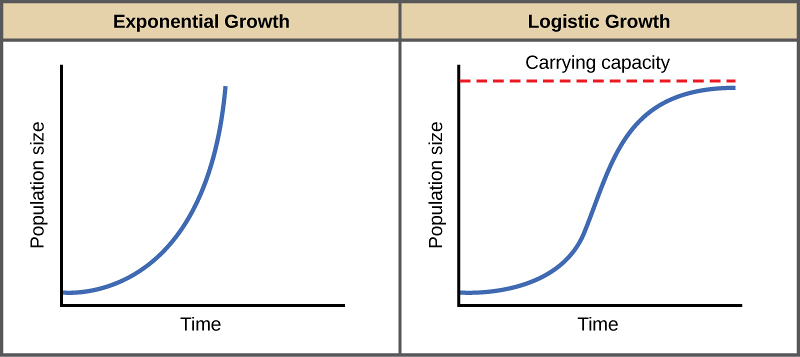 Exponential Growth
Population size
Time
Logistic Growth
Carrying capacity
Population size
Time